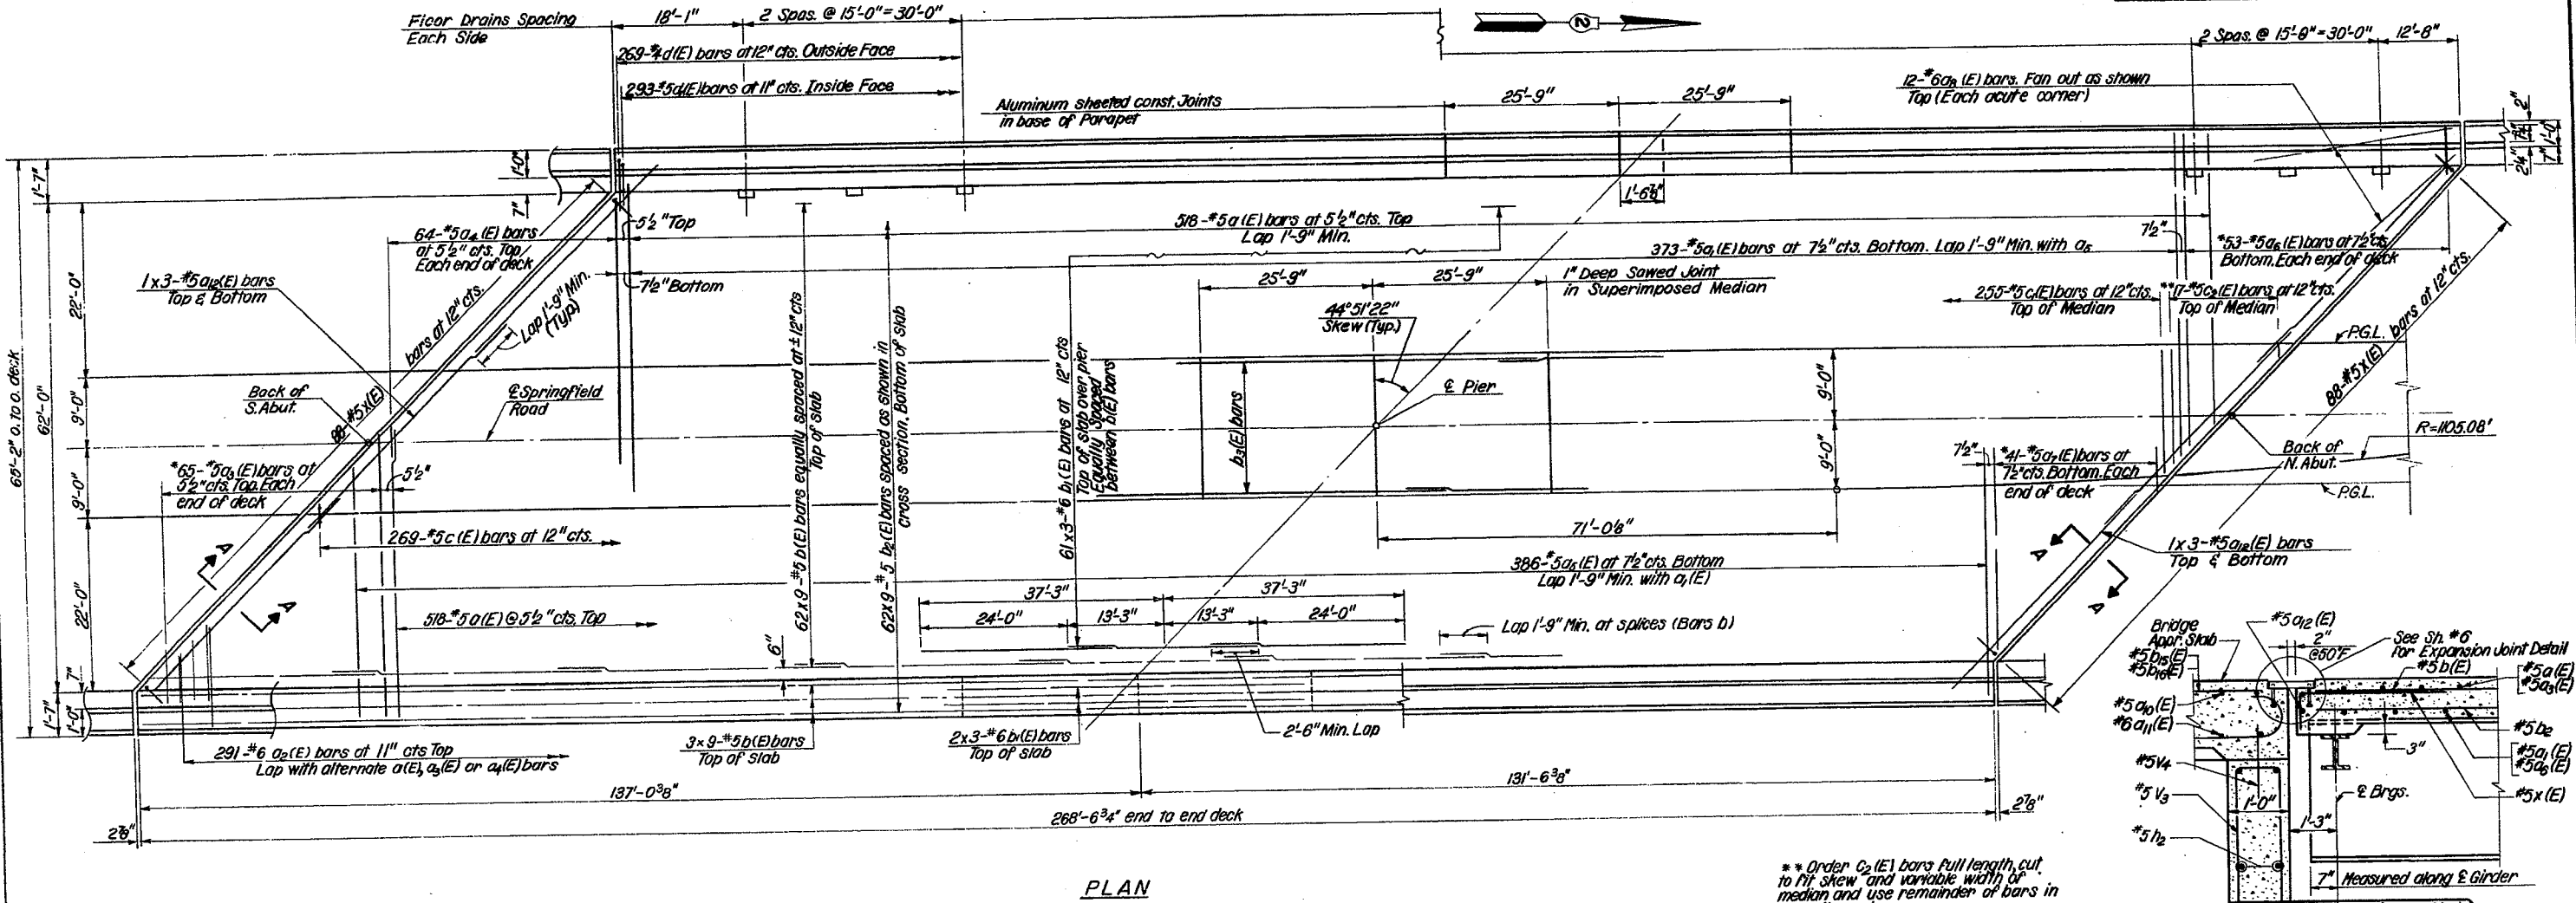 Floor Drains Spacing
Each Side
18'-1"
2 Spas. @ 15'-0"=30'-0"
2
2 Spas. @ 15'-0"=30'-0"
12'-8"
269-#4d(E) bars at 12" cts. Outside Face
293-#5d(E) bars at 11" cts. Inside Face
Aluminum sheeted const. Joints
in base of Parapet
25'-9"
25'-9"
Top (Each acute corner)
2"
7"
1'-0"
1'-7"
1'-0"
7"
5½" Top
1'-6⅞"
518-#5a(E) bars at 5½" cts. Top
Lap 1'-9" Min.
64-#5a4(E) bars
at 5½" cts. Top
Each end of deck
7½"
373-#5a1(E) bars at 7½" cts. Bottom. Lap 1'-9" Min. with a5
*53-#5a6(E) bars at 7½" cts.
Bottom. Each end of deck
1x3-#5a12(E) bars
Top & Bottom
7½" Bottom
25'-9"
25'-9"
1" Deep Sawed Joint
in Superimposed Median
255-#5c(E) bars at 12" cts.
Top of Median
**17-#5c2(E) bars at 12" cts.
Top of Median
22'-0"
bars at 12" cts.
Lap 1'-9" Min.
(Typ.)
44°51'22"
Skew (Typ.)
P.G.L.
bars at 12" cts.
65'-2" o. to o. deck
62'-0"
9'-0"
Back of
S. Abut.
88-#5x(E)
℄ Springfield
Road
62x9-#5 b(E) bars equally spaced at ±12" cts
Top of slab
62x9-#5 b2(E) bars spaced as shown in
cross section. Bottom of slab
61x3-#6 b1(E) bars at 12" cts
Top of slab over pier
Equally Spaced
between b(E) bars
b3(E) bars
℄ Pier
9'-0"
88-#5x(E)
R=1105.08'
9'-0"
*65-#5a3(E) bars at
5½" cts. Top. Each
end of deck
5½"
9'-0"
7½"
*41-#5a7(E) bars at
7½" cts. Bottom. Each
end of deck
Back of
N. Abut.
P.G.L.
269-#5c(E) bars at 12" cts.
A
71'-0⅛"
A
1x3-#5a12(E) bars
Top & Bottom
386-#5a5(E) at 7½" cts. Bottom
Lap 1'-9" Min. with a1(E)
22'-0"
A
37'-3"
37'-3"
A
518-#5a(E) @ 5½" cts. Top
24'-0"
13'-3"
13'-3"
24'-0"
Lap 1'-9" Min. at splices (Bars b)
6"
7"
1'-7"
1'-0"
291-#6 a2(E) bars at 11" cts Top
Lap with alternate a(E), a3(E) or a4(E) bars
3x9-#5b(E) bars
Top of slab
2x3-#6b1(E) bars
Top of slab
2'-6" Min. Lap
137'-0⅜"
131'-6⅜"
2⅞"
268'-6¾" end to end deck
2⅞"
PLAN
Bridge
Appr. Slab
#5a12(E)
2"
@50°F
See Sh. #6
for Expansion Joint Detail
#5b15(E)
#5b16(E)
#5b(E)
#5a(E)
#5a3(E)
#5a10(E)
#6a11(E)
#5b2
3"
#5a1(E)
#5a6(E)
#5v4
#5x(E)
#5v3
1'-0"
℄ Brgs.
1'-3"
#5h2
7" Measured along ℄ Girder
** Order C2(E) bars full length, cut
to fit skew and variable width of
median and use remainder of bars in